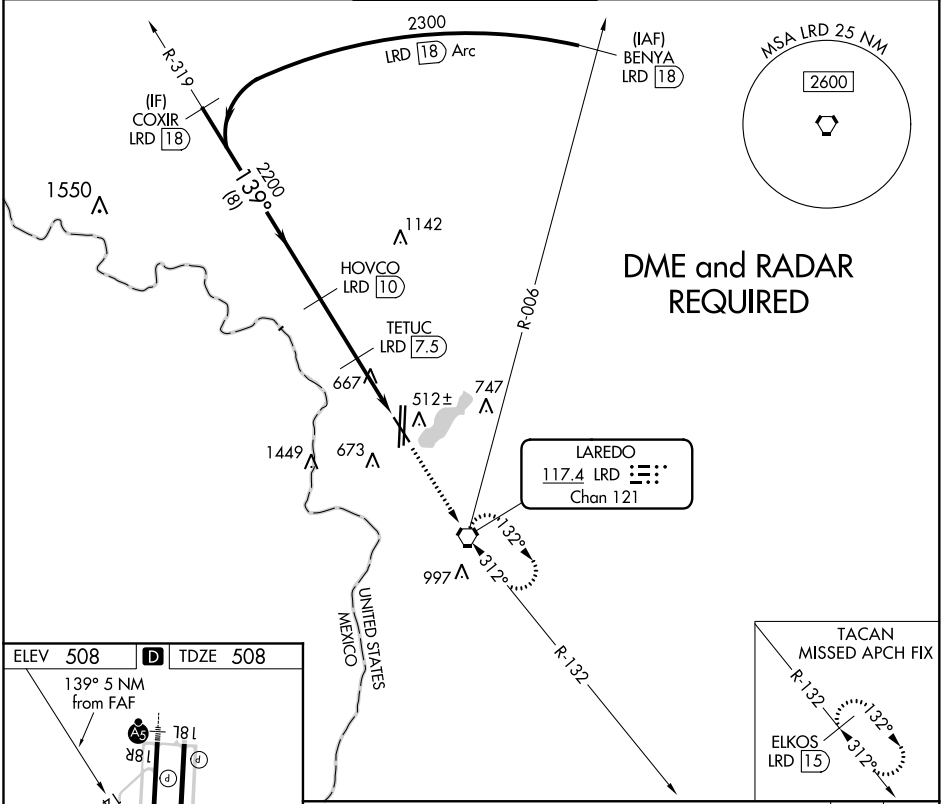 2300
LRD 18 Arc
(IAF)
BENYA
LRD 18
MSA LRD 25 NM
2600
R-319
(IF)
COXIR
LRD 18
2200
139°
(8)
1550
1142
HOVCO
LRD 10
DME and RADAR
REQUIRED
R-006
TETUC
LRD 7.5
667
512±
747
1449
673
LAREDO
117.4 LRD
Chan 121
132°
312°
997
UNITED STATES
MEXICO
R-132
TACAN
MISSED APCH FIX
R-132
132°
312°
ELKOS
LRD 15
ELEV 508 D TDZE 508
139° 5 NM
from FAF
A5
18L
18R
P
P